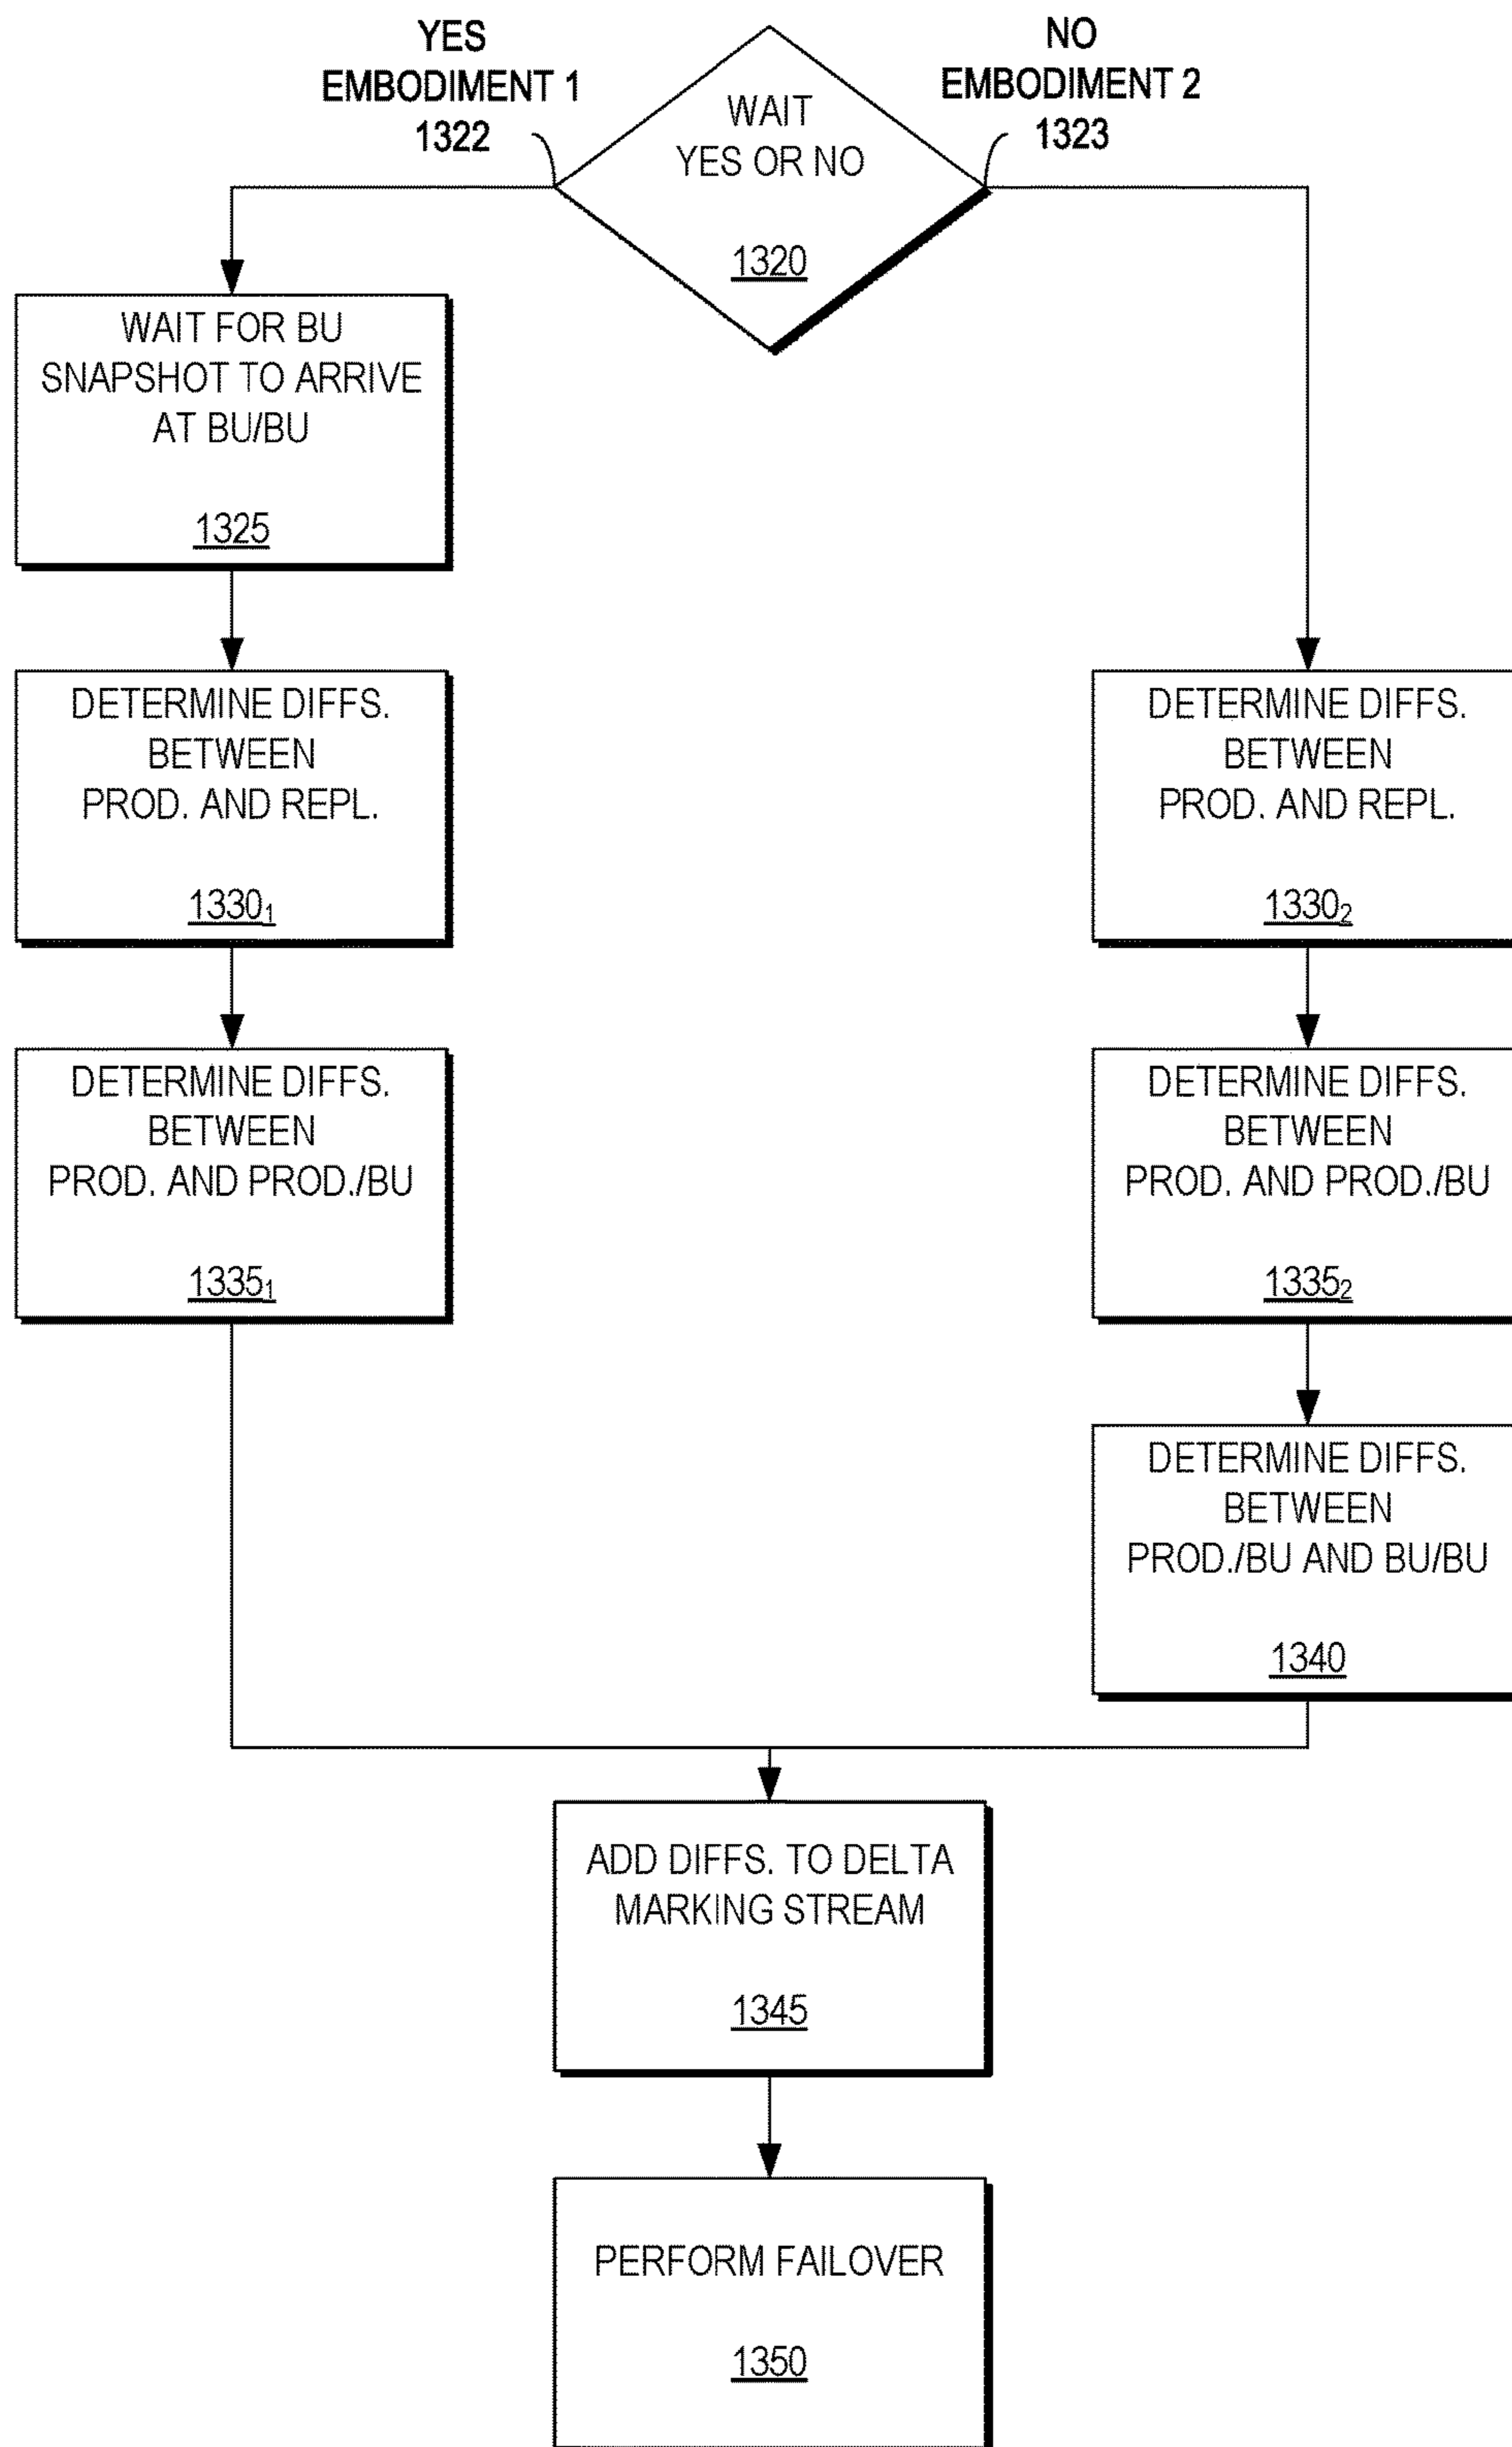 YES
EMBODIMENT 1
1322
NO
EMBODIMENT 2
1323
WAIT
YES OR NO
1320
WAIT FOR BU
SNAPSHOT TO ARRIVE
AT BU/BU
1325
DETERMINE DIFFS.
BETWEEN
PROD. AND REPL.
1330₁
DETERMINE DIFFS.
BETWEEN
PROD. AND REPL.
1330₂
DETERMINE DIFFS.
BETWEEN
PROD. AND PROD./BU
1335₁
DETERMINE DIFFS.
BETWEEN
PROD. AND PROD./BU
1335₂
DETERMINE DIFFS.
BETWEEN
PROD./BU AND BU/BU
1340
ADD DIFFS. TO DELTA
MARKING STREAM
1345
PERFORM FAILOVER
1350